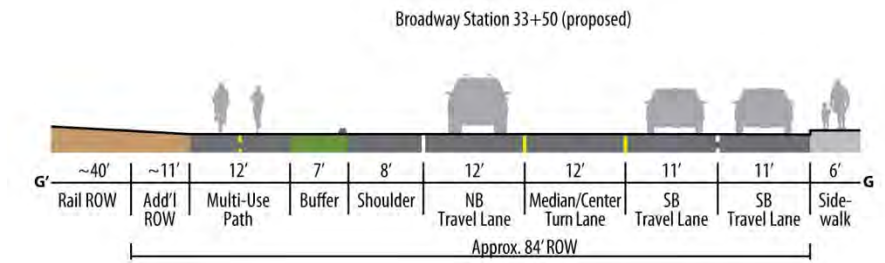 Broadway Station 33+50 (proposed)
~40' ~11' 12' 7' 8' 12' 12' 11' 11' 6'
G' G
Rail ROW Add'l Multi-Use Buffer Shoulder NB Median/Center SB SB Side-
ROW Path Travel Lane Turn Lane Travel Lane Travel Lane walk
Approx. 84' ROW